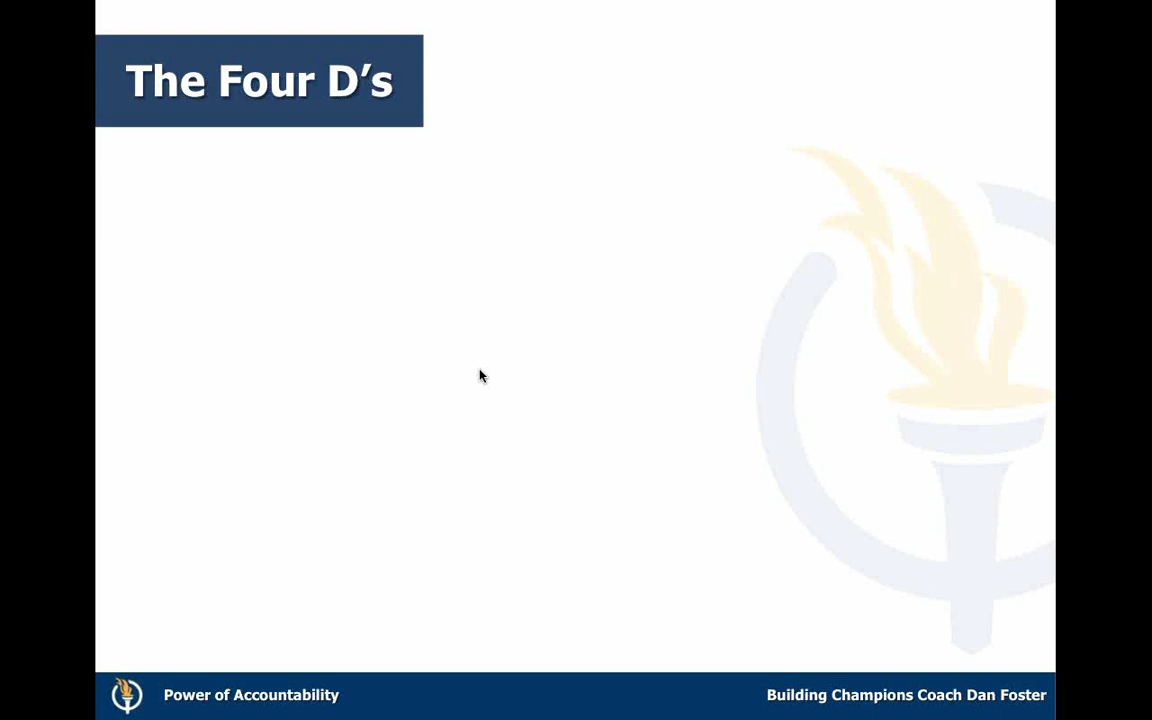 The Four D’s
Power of Accountability
Building Champions Coach Dan Foster